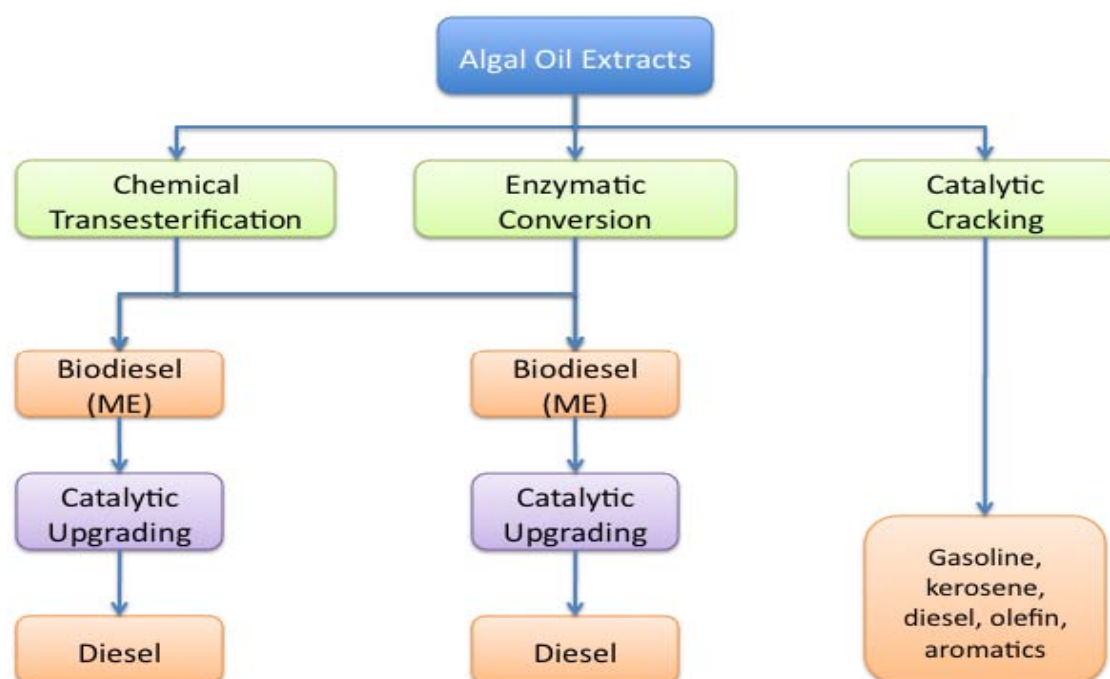 Algal Oil Extracts
Chemical
Transesterification
Enzymatic
Conversion
Catalytic
Cracking
Biodiesel
(ME)
Biodiesel
(ME)
Catalytic
Upgrading
Catalytic
Upgrading
Gasoline,
kerosene,
diesel, olefin,
aromatics
Diesel
Diesel